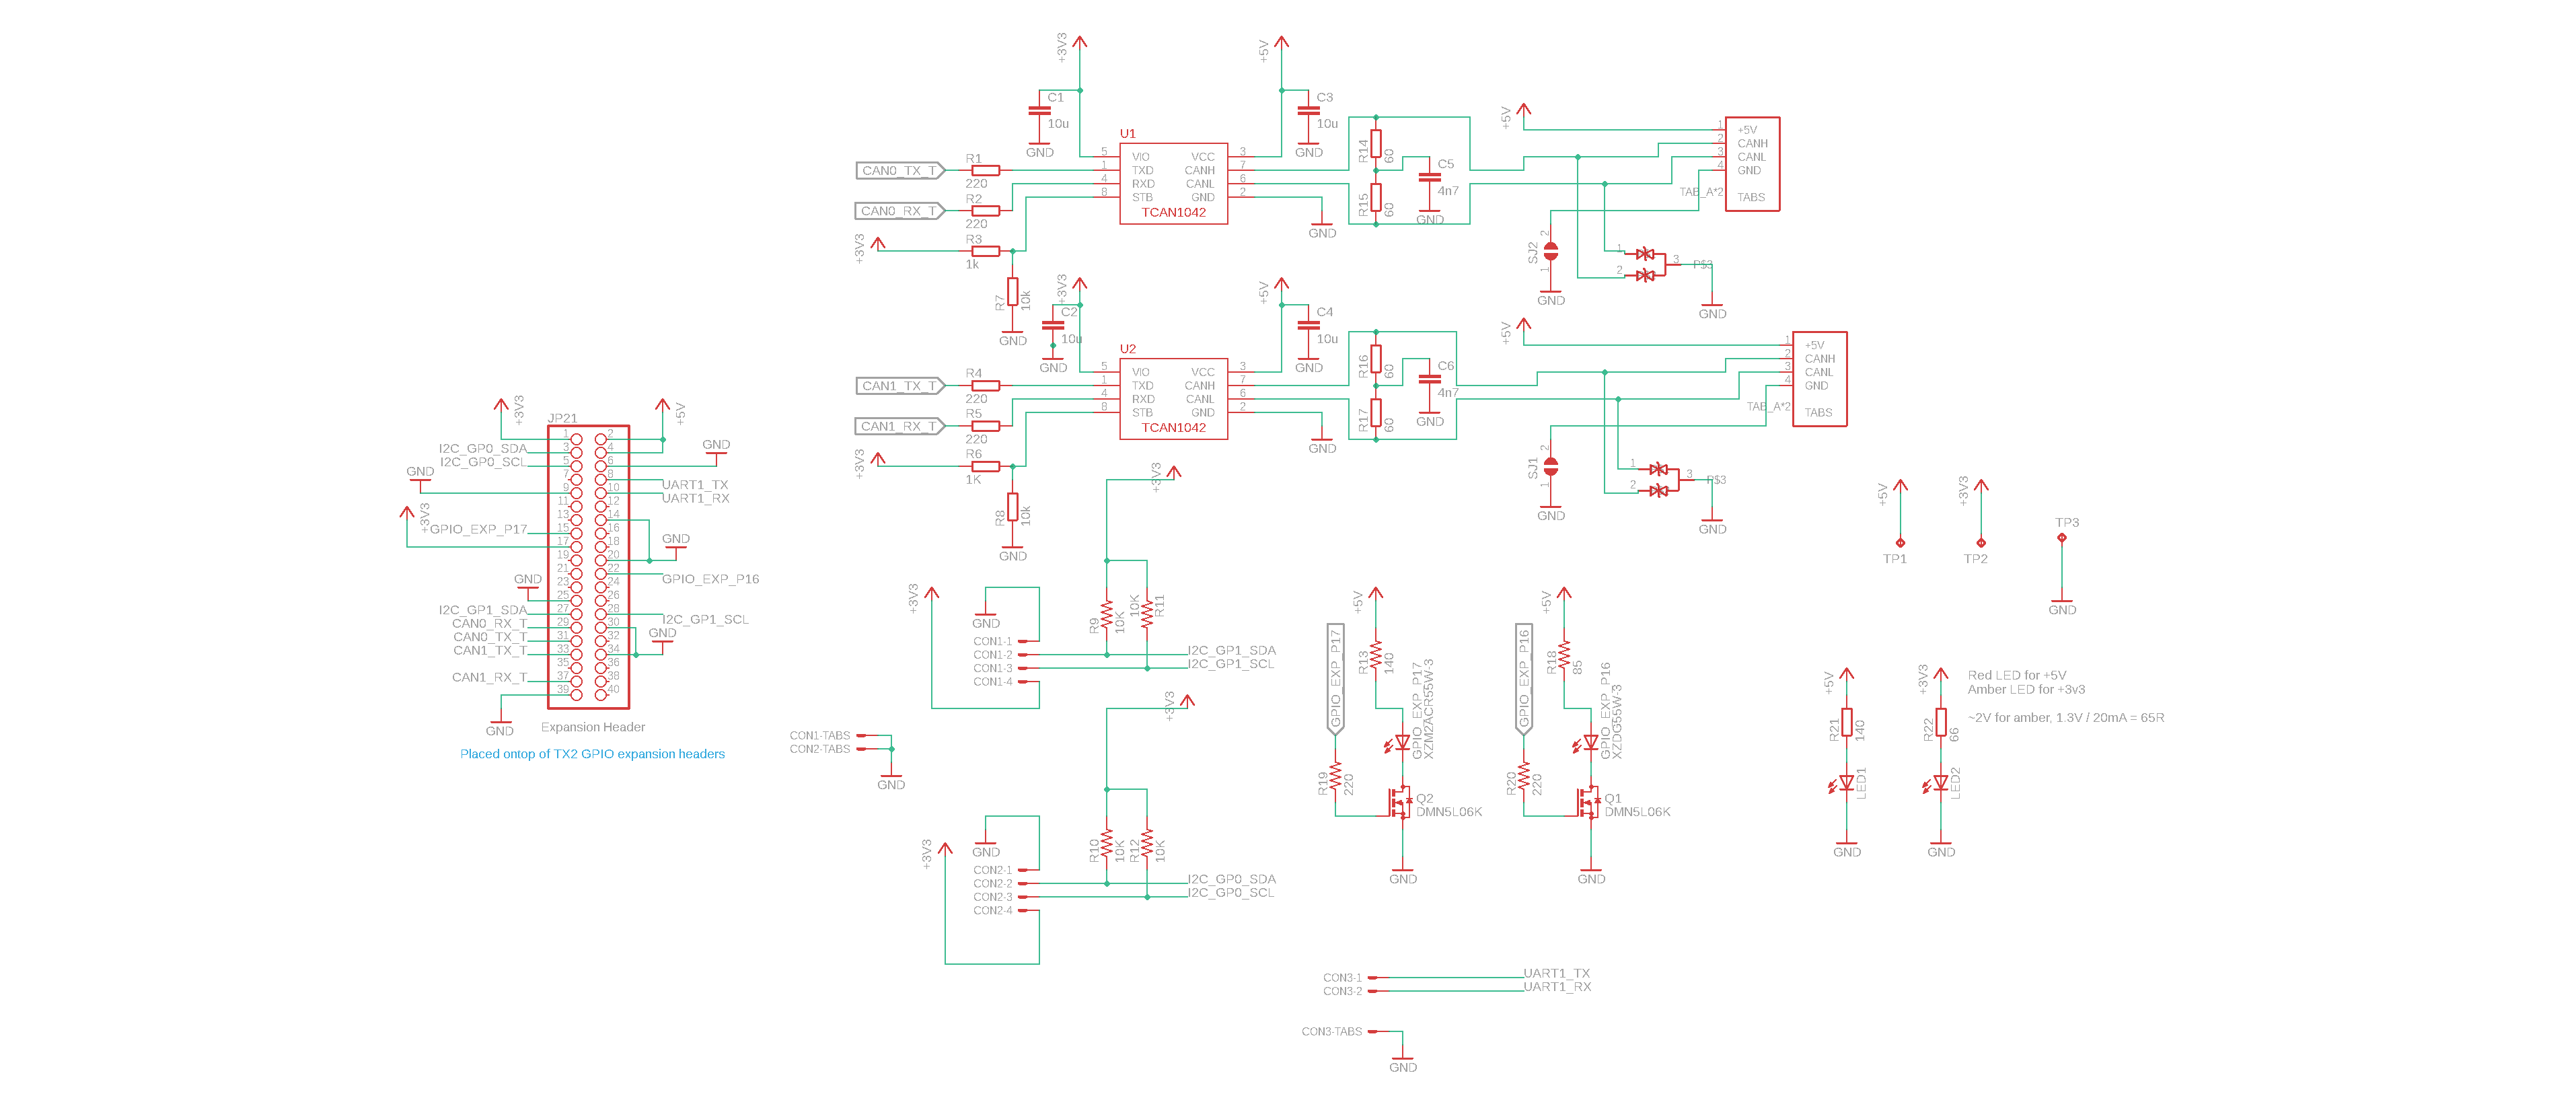 +3V3
C1
10u
GND
+5V
C3
10u
GND
U1
5 VIO VCC 3
1 TXD CANH 7
4 RXD CANL 6
8 STB GND 2
TCAN1042
GND
CAN0_TX_T
R1
220
CAN0_RX_T
R2
220
+3V3
R3
1k
R7
10k
GND
R14
60
R15
60
C5
4n7
GND
+5V
1 +5V
2 CANH
3 CANL
4 GND
TAB_A*2 TABS
SJ2
2
1
GND
1
2
3
P$3
GND
+3V3
C2
10u
GND
+5V
C4
10u
GND
U2
5 VIO VCC 3
1 TXD CANH 7
4 RXD CANL 6
8 STB GND 2
TCAN1042
GND
CAN1_TX_T
R4
220
CAN1_RX_T
R5
220
+3V3
R6
1K
R8
10k
GND
R16
60
R17
60
C6
4n7
GND
+5V
1 +5V
2 CANH
3 CANL
4 GND
TAB_A*2 TABS
SJ1
2
1
GND
1
2
3
P$3
GND
+3V3
+5V
JP21
1 2
I2C_GP0_SDA 3 4
I2C_GP0_SCL 5 6 GND
7 8 UART1_TX
GND 9 10 UART1_RX
11 12
+3V3 13 14
GPIO_EXP_P17 15 16
17 18
19 20 GND
21 22 GPIO_EXP_P16
23 24
GND 25 26
I2C_GP1_SDA 27 28 I2C_GP1_SCL
CAN0_RX_T 29 30
CAN0_TX_T 31 32 GND
CAN1_TX_T 33 34
35 36
CAN1_RX_T 37 38
39 40
GND
Expansion Header
Placed ontop of TX2 GPIO expansion headers
+3V3
+3V3
GND
R9
10K
10K
R11
CON1-1
CON1-2
CON1-3
CON1-4
I2C_GP1_SDA
I2C_GP1_SCL
CON1-TABS
CON2-TABS
GND
+3V3
+3V3
GND
R10
10K
R12
10K
CON2-1
CON2-2
CON2-3
CON2-4
I2C_GP0_SDA
I2C_GP0_SCL
GPIO_EXP_P17
+5V
R13
140
GPIO_EXP_P17
XZM2ACR55W-3
R19
220
Q2
DMN5L06K
GND
GPIO_EXP_P16
+5V
R18
85
GPIO_EXP_P16
XZDG55W-3
R20
220
Q1
DMN5L06K
GND
+5V
TP1
+3V3
TP2
TP3
GND
+5V
R21
140
LED1
GND
+3V3
R22
66
LED2
GND
Red LED for +5V
Amber LED for +3v3
~2V for amber, 1.3V / 20mA = 65R
CON3-1
CON3-2
UART1_TX
UART1_RX
CON3-TABS
GND